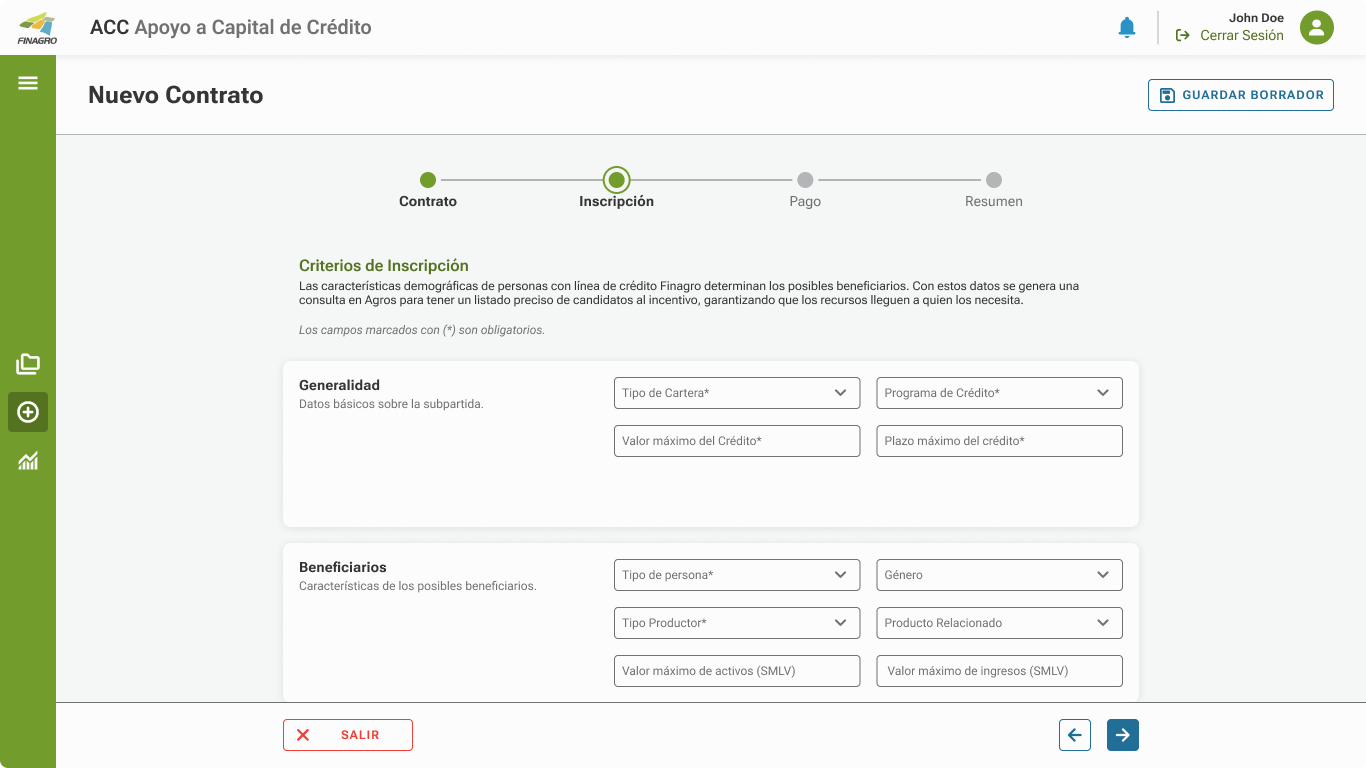 FINAGRO
ACC Apoyo a Capital de Crédito
John Doe
Cerrar Sesión
Nuevo Contrato
GUARDAR BORRADOR
Contrato
Inscripción
Pago
Resumen
Criterios de Inscripción
Las características demográficas de personas con línea de crédito Finagro determinan los posibles beneficiarios. Con estos datos se genera una
consulta en Agros para tener un listado preciso de candidatos al incentivo, garantizando que los recursos lleguen a quien los necesita.
Los campos marcados con (*) son obligatorios.
Generalidad
Datos básicos sobre la subpartida.
Tipo de Cartera*
Programa de Crédito*
Valor máximo del Crédito*
Plazo máximo del crédito*
Beneficiarios
Características de los posibles beneficiarios.
Tipo de persona*
Género
Tipo Productor*
Producto Relacionado
Valor máximo de activos (SMLV)
Valor máximo de ingresos (SMLV)
SALIR